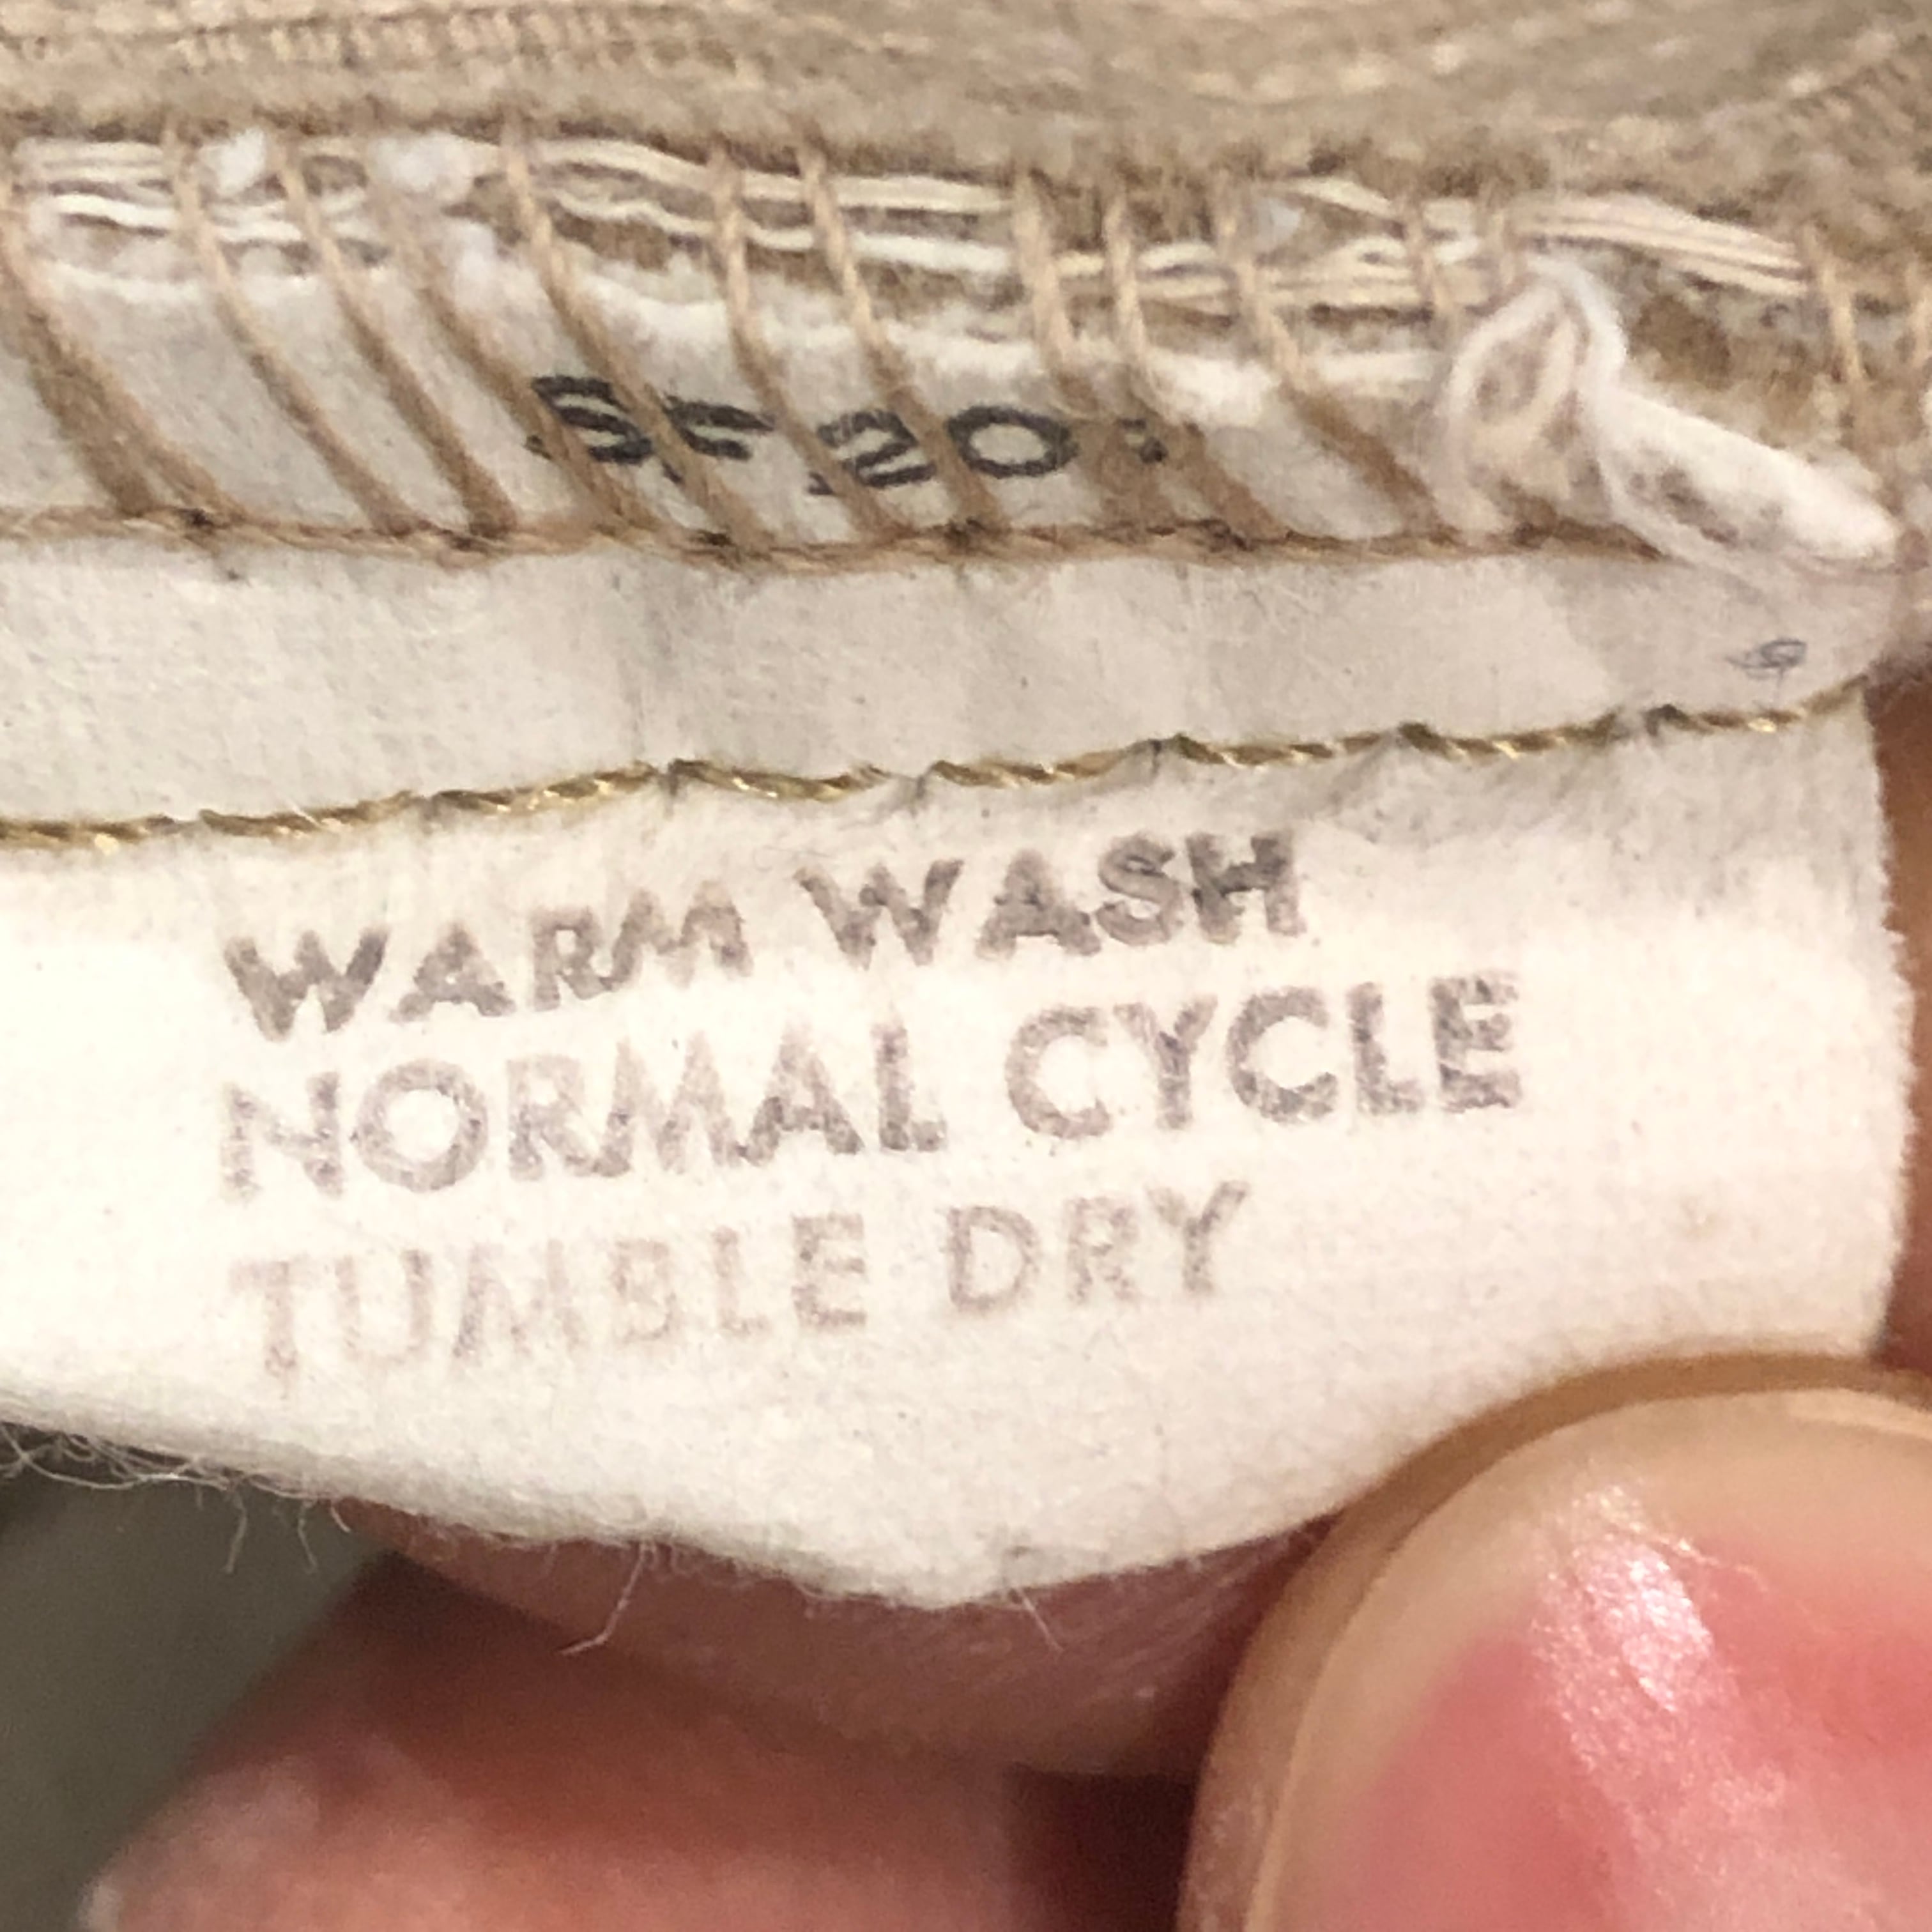 WARM WASH
NORMAL CYCLE
TUMBLE DRY